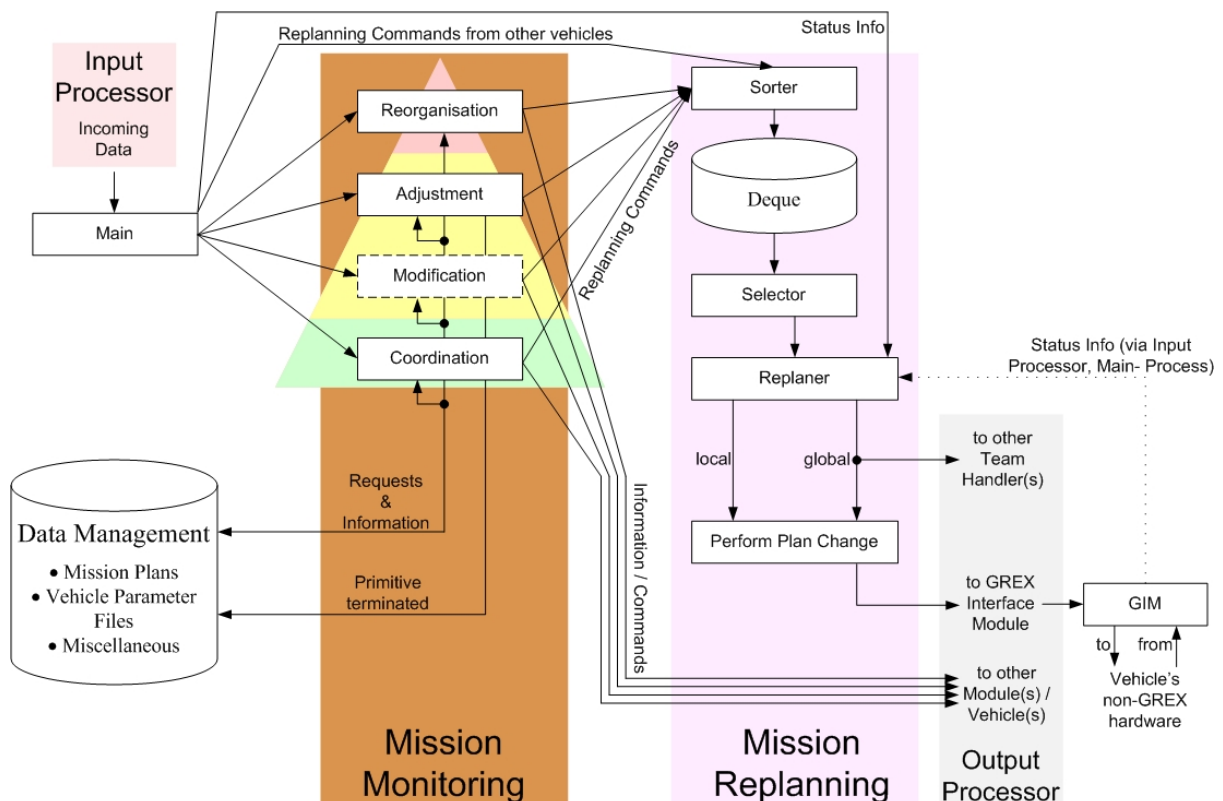 Status Info
Replanning Commands from other vehicles
Input
Processor
Incoming
Data
Main
Reorganisation
Adjustment
Modification
Coordination
Replanning Commands
Sorter
Deque
Selector
Replaner
Status Info (via Input
Processor, Main- Process)
local
global
to other
Team
Handler(s)
Perform Plan Change
Requests
&
Information
Data Management
● Mission Plans
● Vehicle Parameter
Files
● Miscellaneous
Primitive
terminated
Information / Commands
to GREX
Interface
Module
GIM
to
from
Vehicle's
non-GREX
hardware
to other
Module(s) /
Vehicle(s)
Mission
Monitoring
Mission
Replanning
Output
Processor